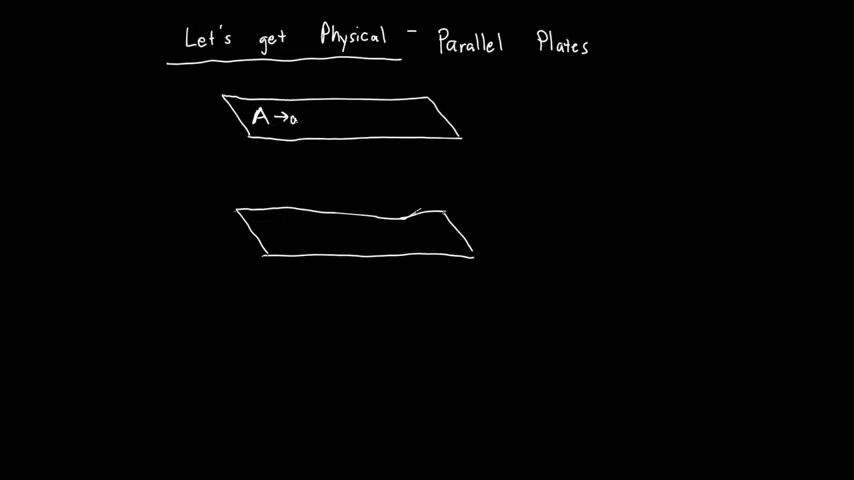 Let's get Physical - Parallel Plates
A → a